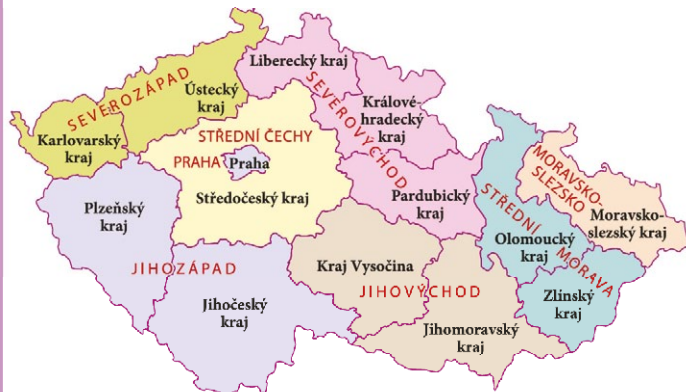 Liberecký kraj
SEVEROZÁPAD
Ústecký
kraj
Karlovarský
kraj
SEVEROVÝCHOD
Králové-
hradecký
kraj
STŘEDNÍ ČECHY
PRAHA
Praha
Středočeský kraj
Pardubický
kraj
MORAVSKO-
SLEZSKO
Moravsko-
slezský kraj
STŘEDNÍ MORAVA
Olomoucký
kraj
Plzeňský
kraj
JIHOZÁPAD
Kraj Vysočina
JIHOVÝCHOD
Zlínský
kraj
Jihočeský
kraj
Jihomoravský
kraj